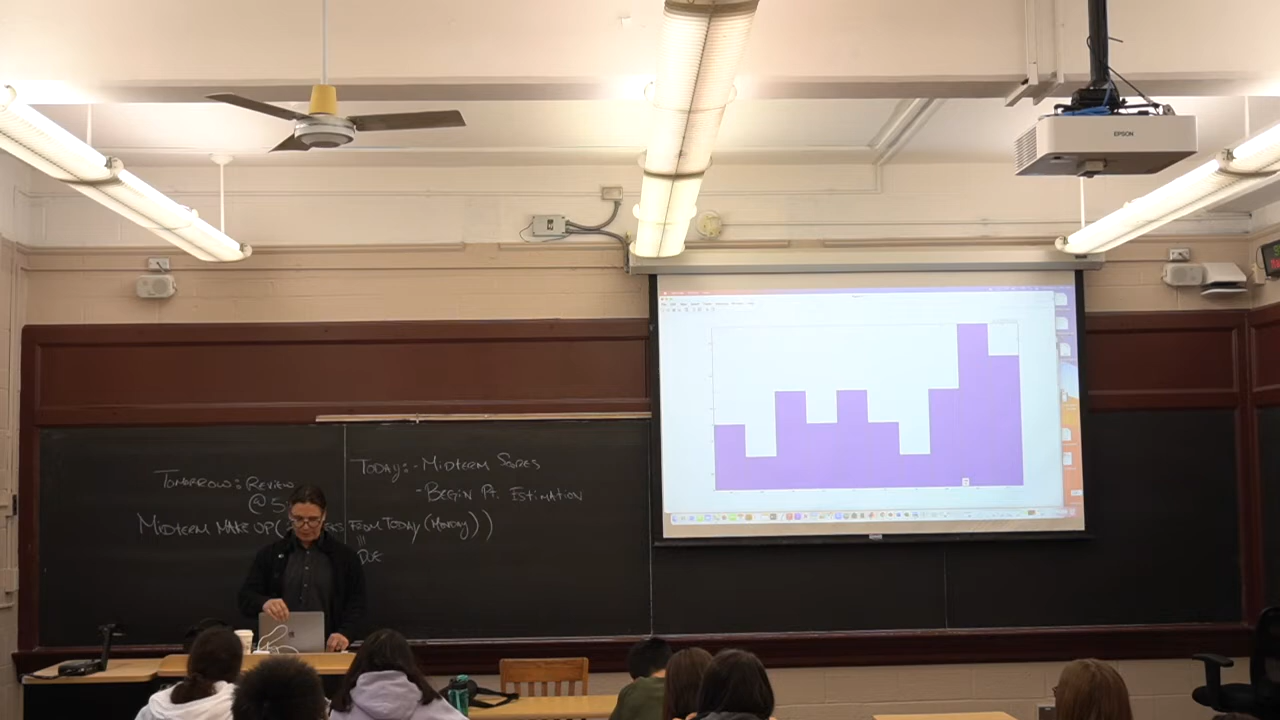 TOMORROW: REVIEW
@ 5
MIDTERM MAKE UP ( FROM TODAY (MONDAY))
DUE
TODAY: - MIDTERM SCORES
- BEGIN PT. ESTIMATION
EPSON